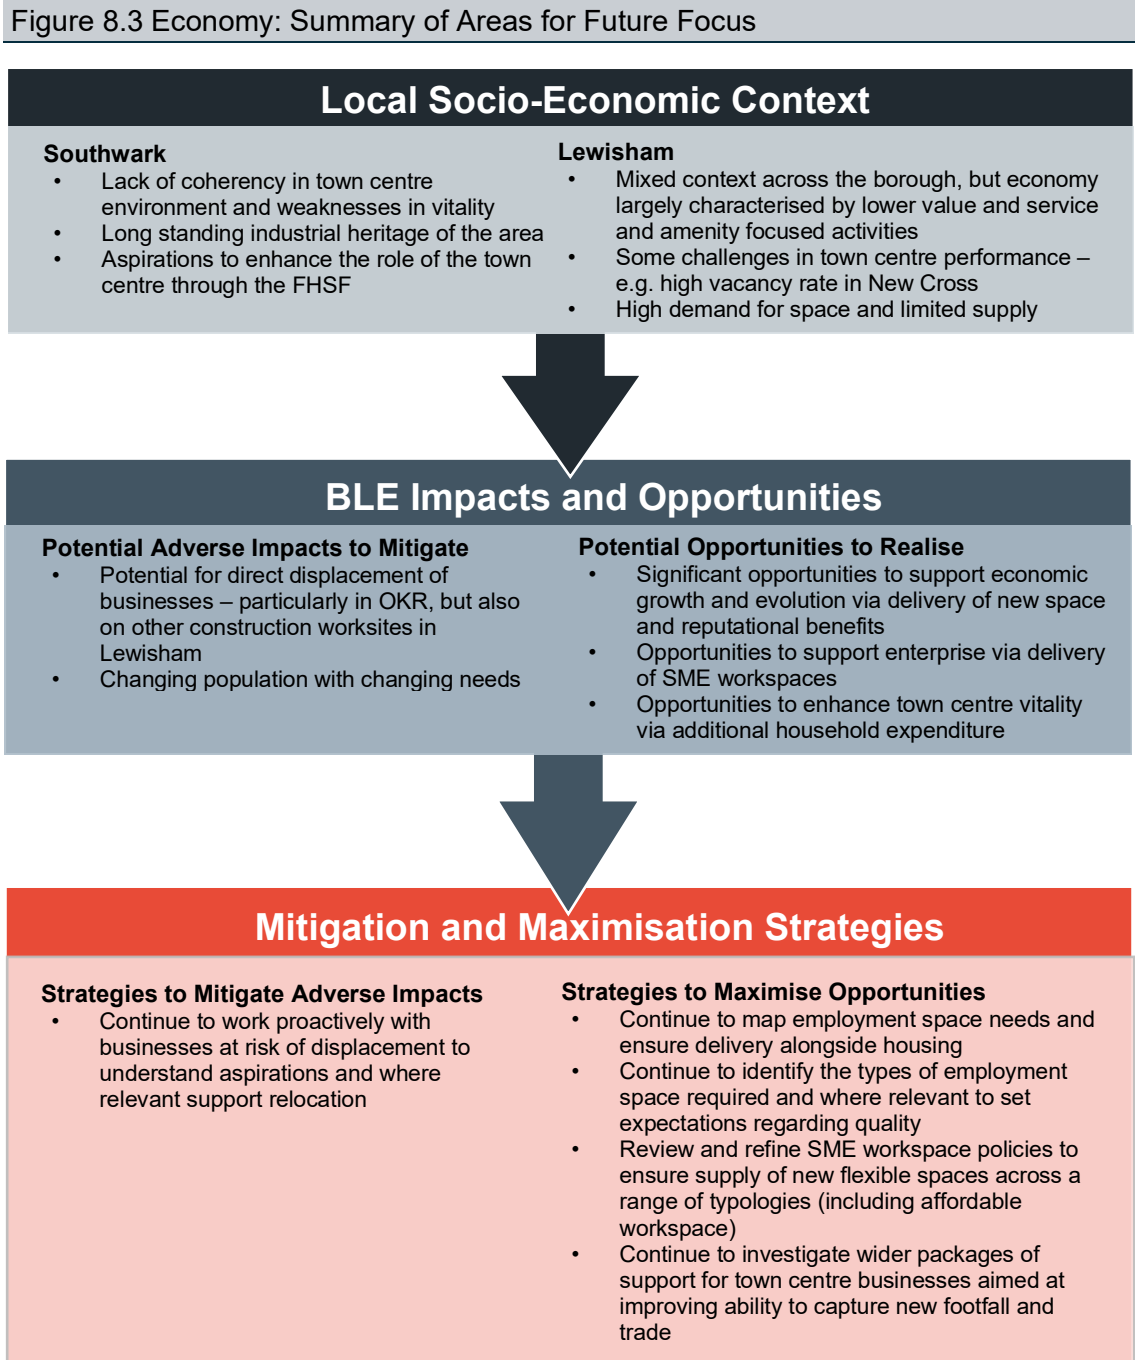 Figure 8.3 Economy: Summary of Areas for Future Focus
Local Socio-Economic Context
Southwark
• Lack of coherency in town centre
environment and weaknesses in vitality
• Long standing industrial heritage of the area
• Aspirations to enhance the role of the town
centre through the FHSF
Lewisham
• Mixed context across the borough, but economy
largely characterised by lower value and service
and amenity focused activities
• Some challenges in town centre performance –
e.g. high vacancy rate in New Cross
• High demand for space and limited supply
BLE Impacts and Opportunities
Potential Adverse Impacts to Mitigate
• Potential for direct displacement of
businesses – particularly in OKR, but also
on other construction worksites in
Lewisham
• Changing population with changing needs
Potential Opportunities to Realise
• Significant opportunities to support economic
growth and evolution via delivery of new space
and reputational benefits
• Opportunities to support enterprise via delivery
of SME workspaces
• Opportunities to enhance town centre vitality
via additional household expenditure
Mitigation and Maximisation Strategies
Strategies to Mitigate Adverse Impacts
• Continue to work proactively with
businesses at risk of displacement to
understand aspirations and where
relevant support relocation
Strategies to Maximise Opportunities
• Continue to map employment space needs and
ensure delivery alongside housing
• Continue to identify the types of employment
space required and where relevant to set
expectations regarding quality
• Review and refine SME workspace policies to
ensure supply of new flexible spaces across a
range of typologies (including affordable
workspace)
• Continue to investigate wider packages of
support for town centre businesses aimed at
improving ability to capture new footfall and
trade